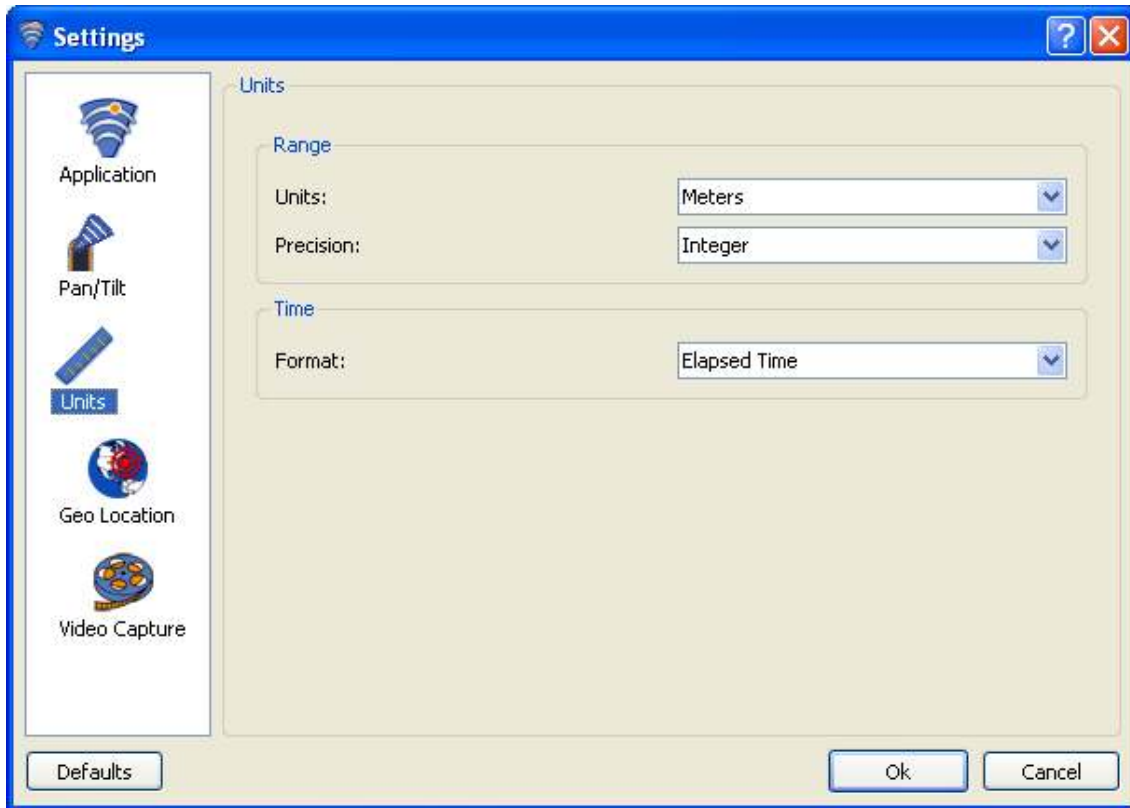 Settings
Application
Pan/Tilt
Units
Geo Location
Video Capture
Units
Range
Units: Meters
Precision: Integer
Time
Format: Elapsed Time
Defaults Ok Cancel